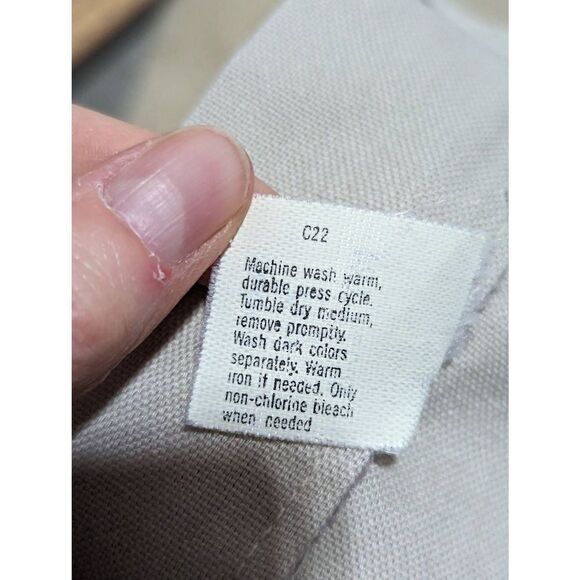 C22
Machine wash warm,
durable press cycle.
Tumble dry medium,
remove promptly.
Wash dark colors
separately. Warm
iron if needed. Only
non-chlorine bleach
when needed